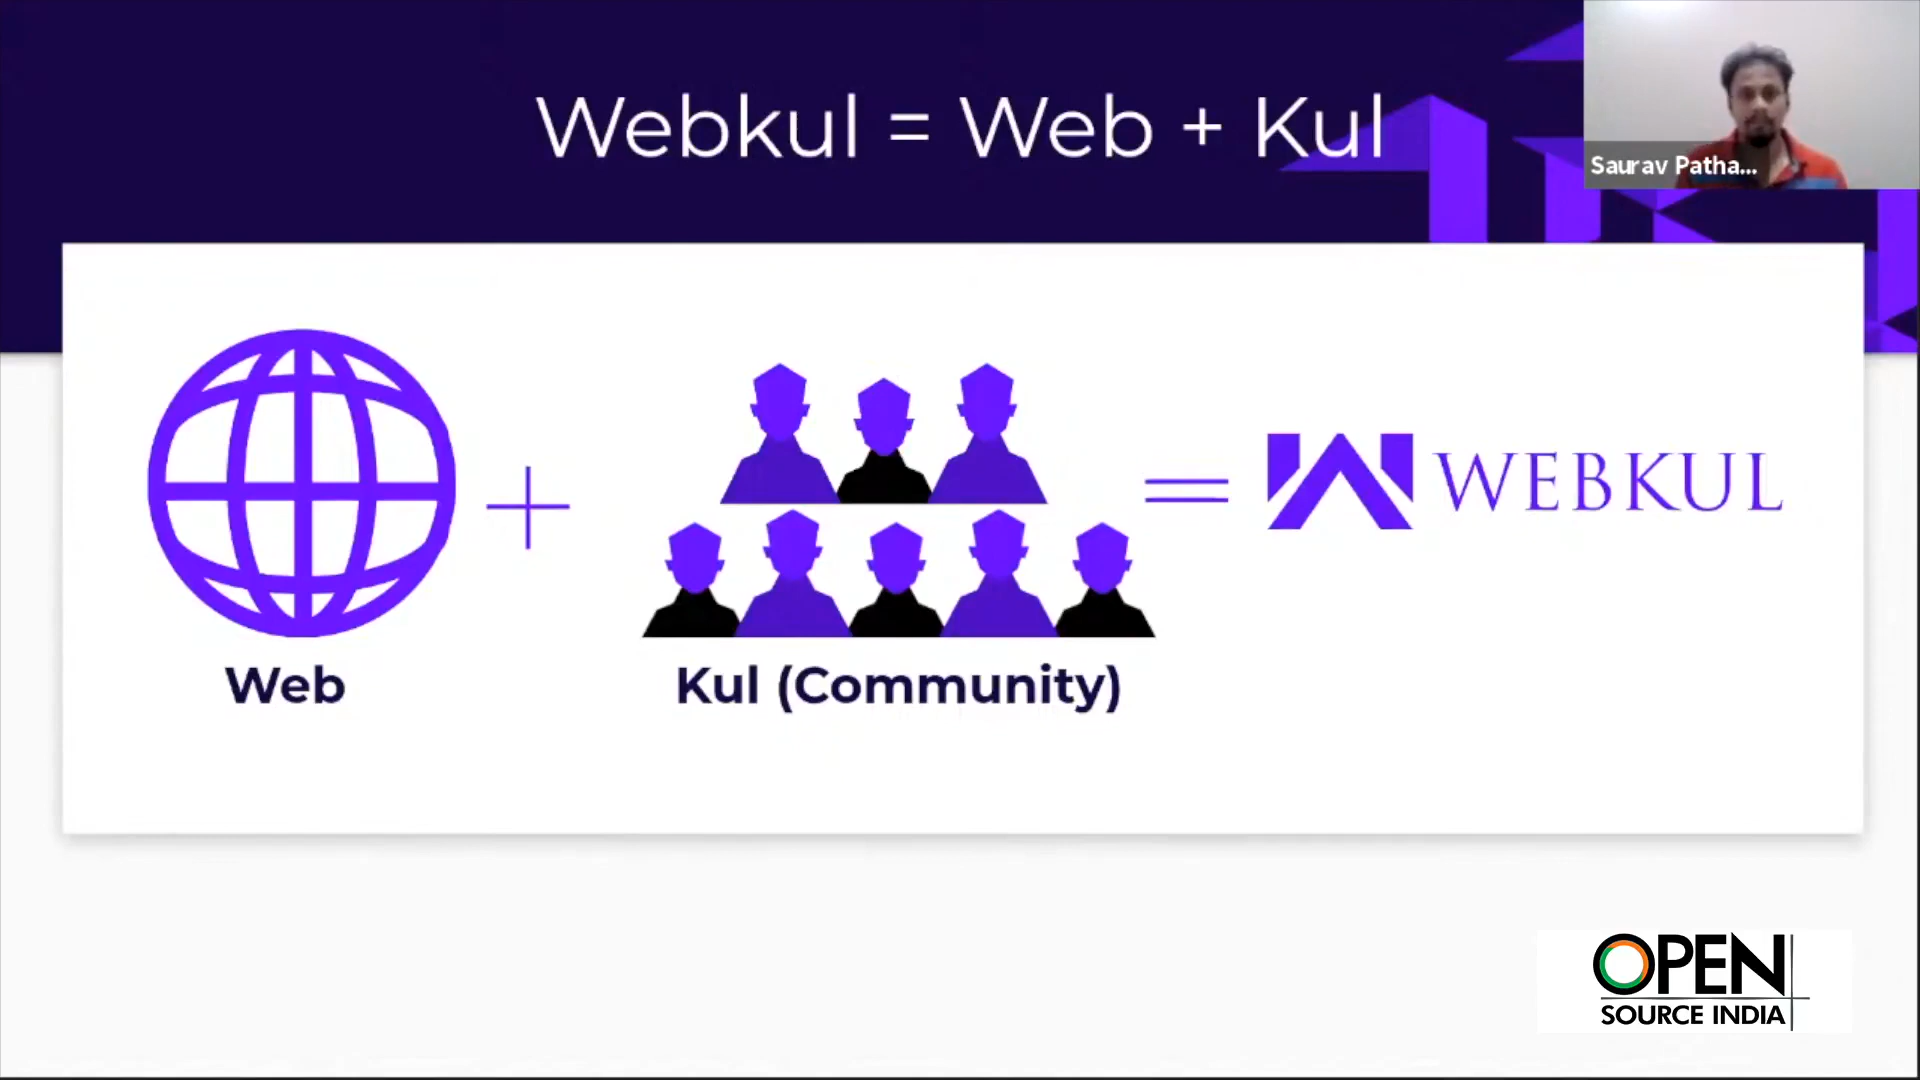 Webkul = Web + Kul
Saurav Patha...
WEBKUL
Web
Kul (Community)
OPEN
SOURCE INDIA